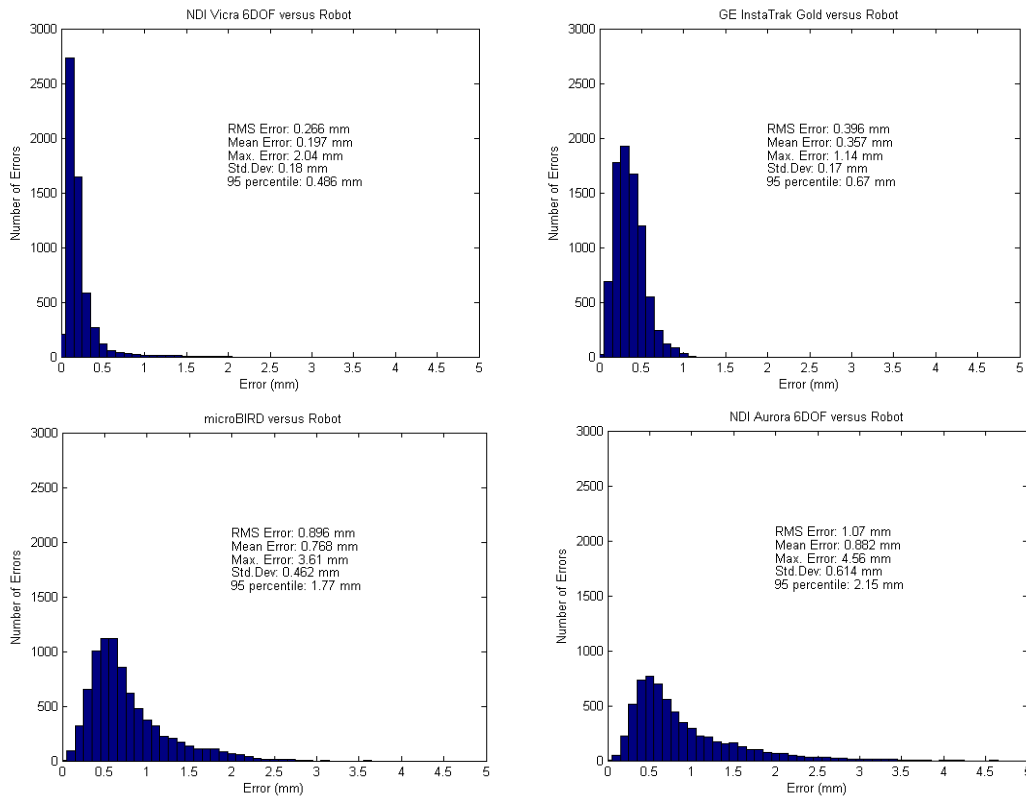 NDI Vicra 6DOF versus Robot
3000
2500
2000
1500
1000
500
0
Number of Errors
RMS Error: 0.266 mm
Mean Error: 0.197 mm
Max. Error: 2.04 mm
Std.Dev: 0.18 mm
95 percentile: 0.486 mm
0 0.5 1 1.5 2 2.5 3 3.5 4 4.5 5
Error (mm)
GE InstaTrak Gold versus Robot
3000
2500
2000
1500
1000
500
0
Number of Errors
RMS Error: 0.396 mm
Mean Error: 0.357 mm
Max. Error: 1.14 mm
Std.Dev: 0.17 mm
95 percentile: 0.67 mm
0 0.5 1 1.5 2 2.5 3 3.5 4 4.5 5
Error (mm)
microBIRD versus Robot
3000
2500
2000
1500
1000
500
0
Number of Errors
RMS Error: 0.896 mm
Mean Error: 0.768 mm
Max. Error: 3.61 mm
Std.Dev: 0.462 mm
95 percentile: 1.77 mm
0 0.5 1 1.5 2 2.5 3 3.5 4 4.5 5
Error (mm)
NDI Aurora 6DOF versus Robot
3000
2500
2000
1500
1000
500
0
Number of Errors
RMS Error: 1.07 mm
Mean Error: 0.882 mm
Max. Error: 4.56 mm
Std.Dev: 0.614 mm
95 percentile: 2.15 mm
0 0.5 1 1.5 2 2.5 3 3.5 4 4.5 5
Error (mm)